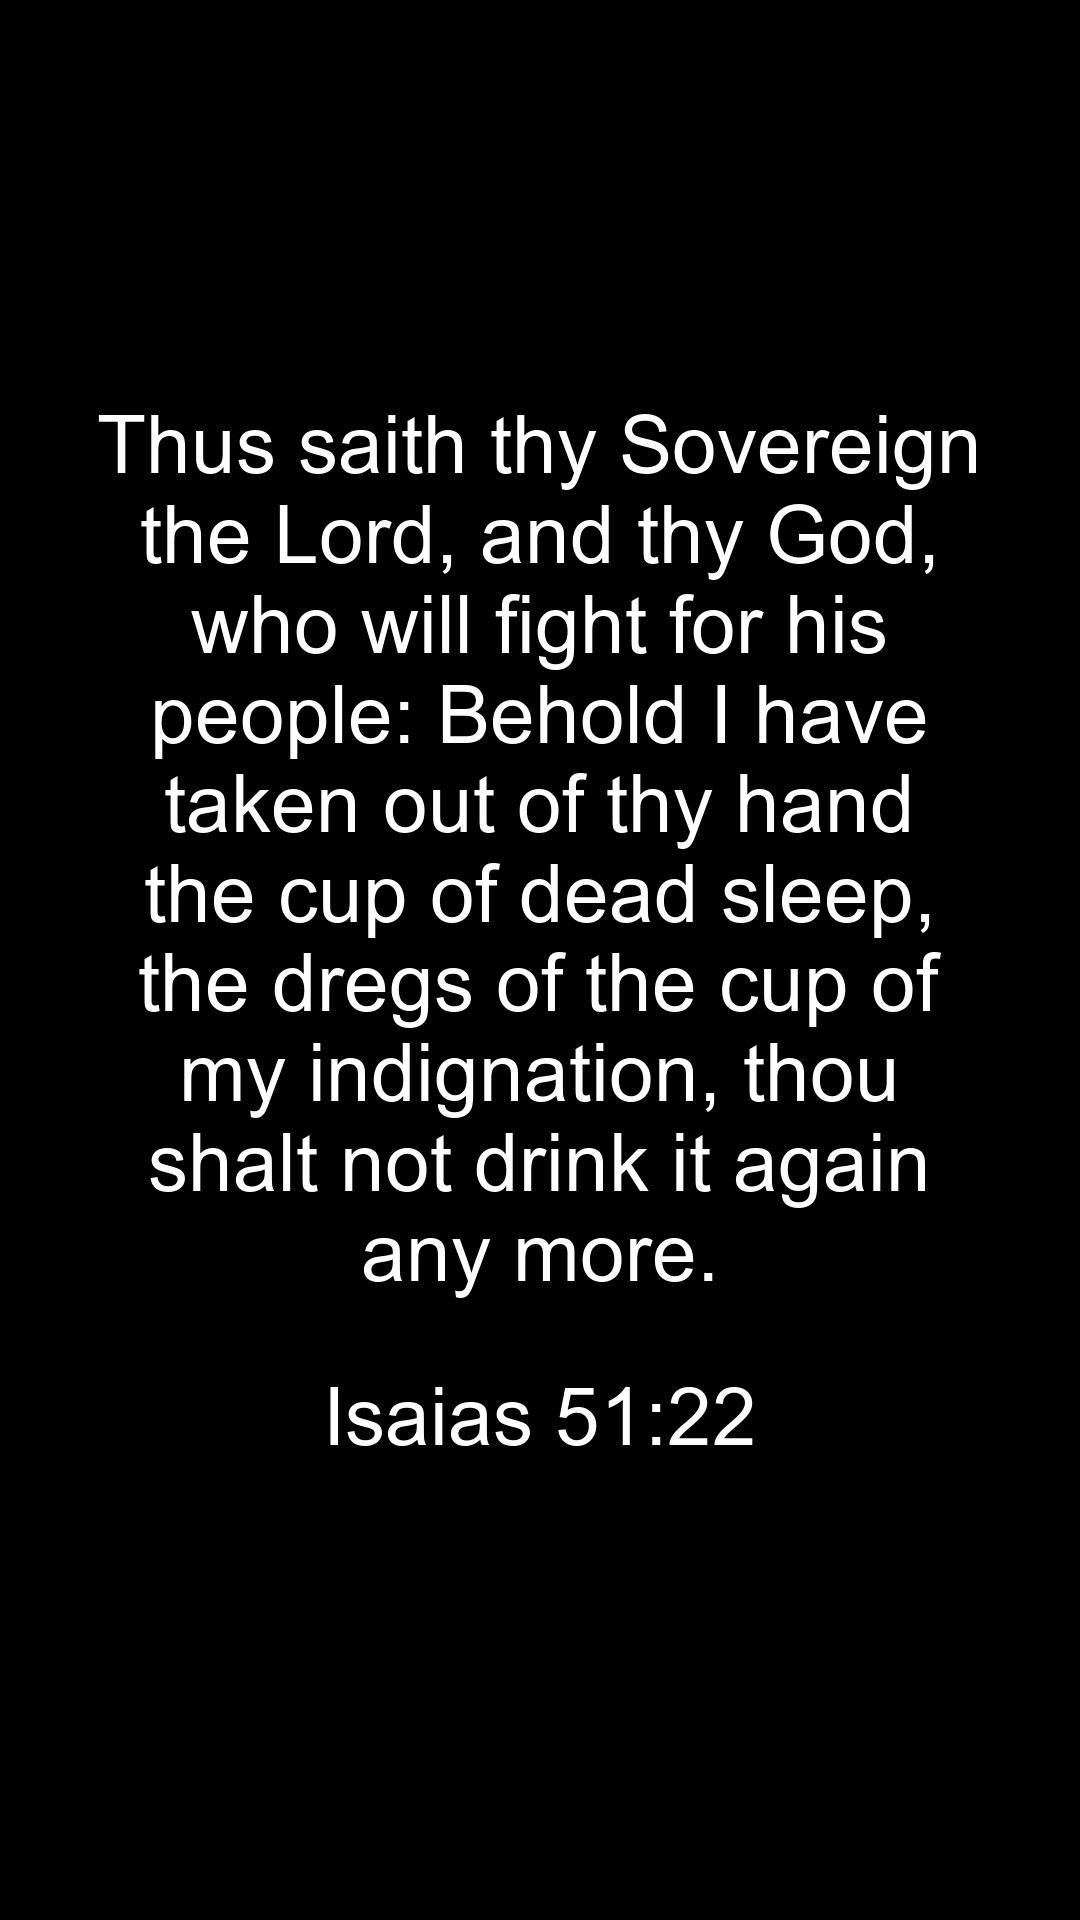 Thus saith thy Sovereign
the Lord, and thy God,
who will fight for his
people: Behold I have
taken out of thy hand
the cup of dead sleep,
the dregs of the cup of
my indignation, thou
shalt not drink it again
any more.
Isaias 51:22